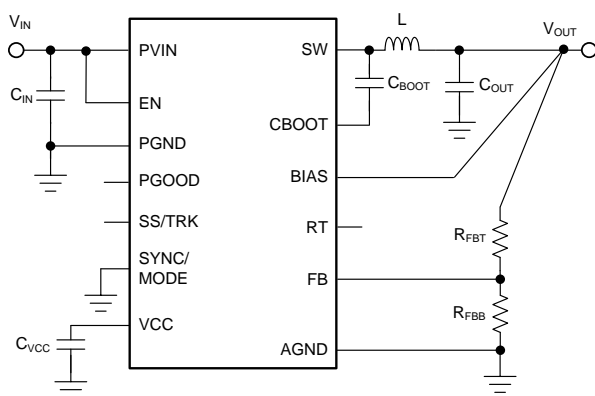 VIN
L
VOUT
PVIN
SW
CIN
CBOOT
COUT
EN
CBOOT
PGND
PGOOD
BIAS
SS/TRK
RT
RFBT
SYNC/
MODE
FB
RFBB
VCC
CVCC
AGND